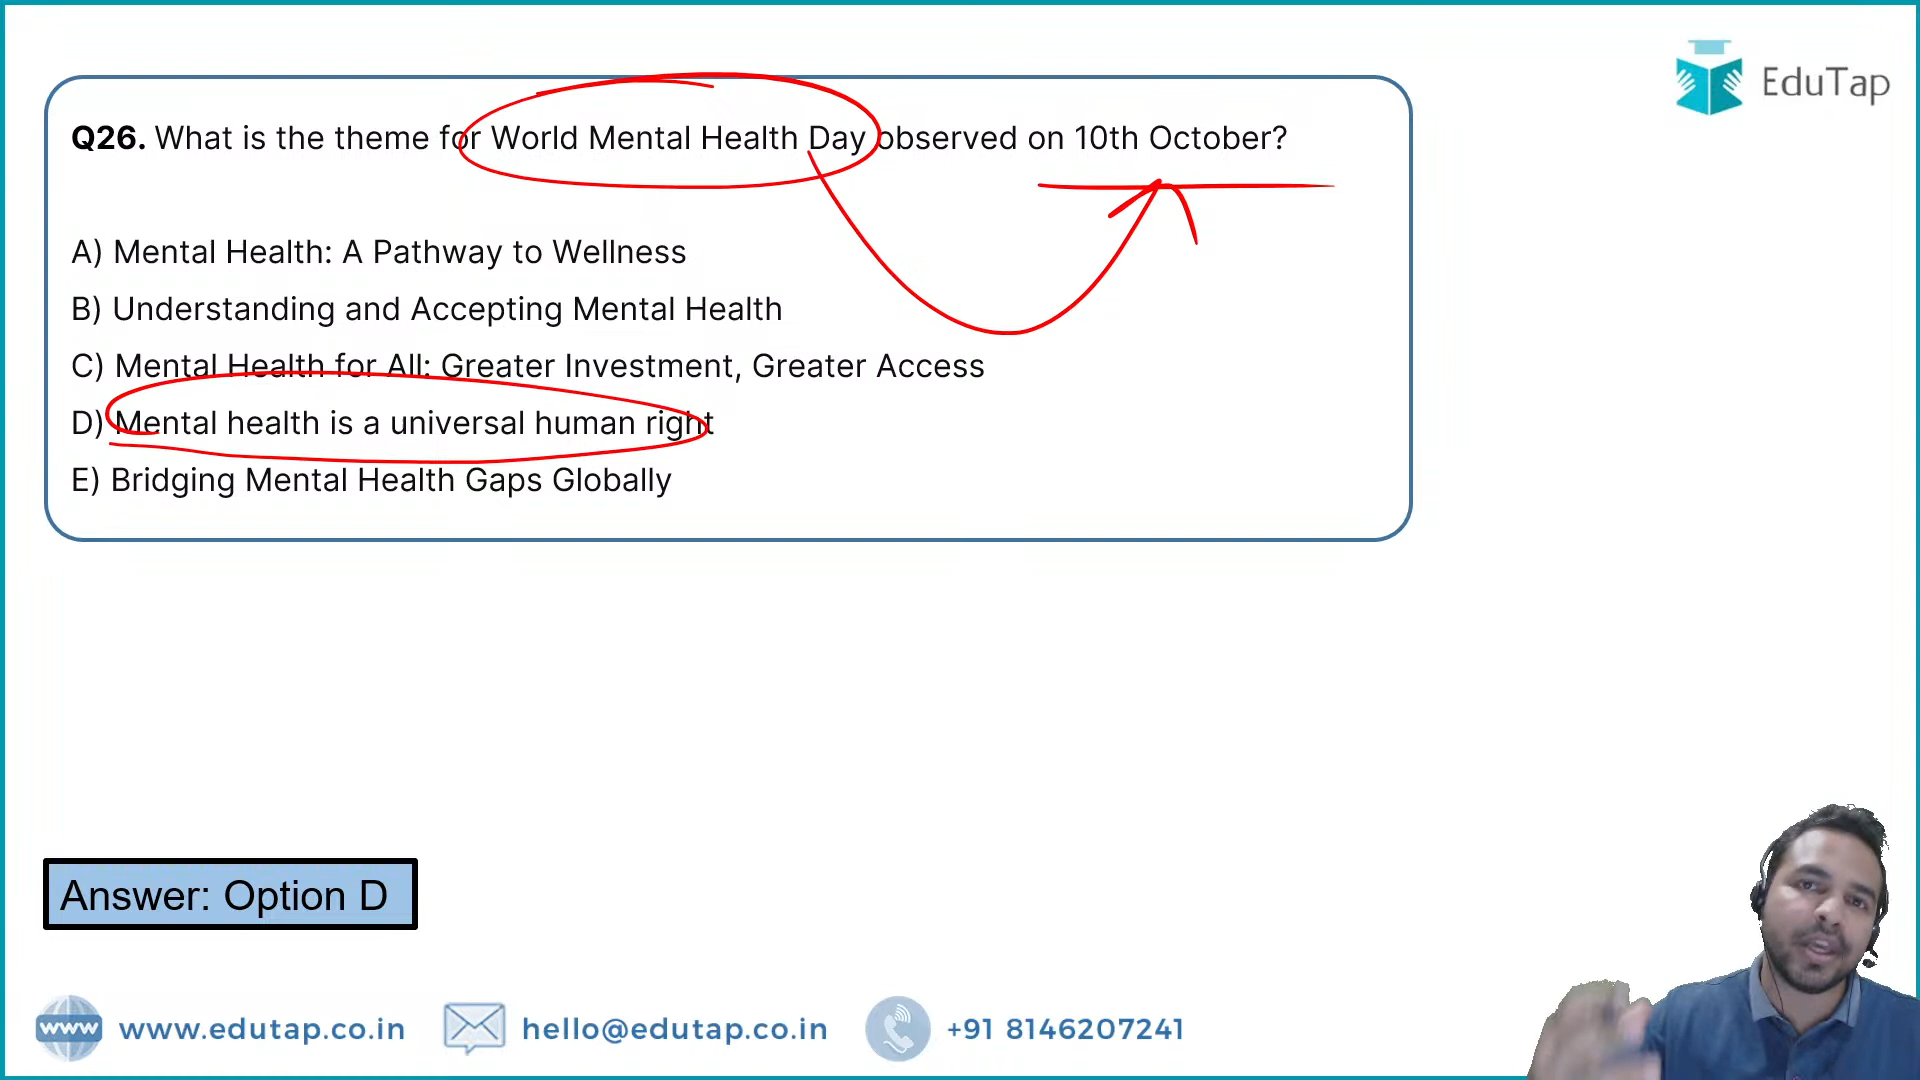 EduTap
Q26. What is the theme for World Mental Health Day observed on 10th October?
A) Mental Health: A Pathway to Wellness
B) Understanding and Accepting Mental Health
C) Mental Health for All: Greater Investment, Greater Access
D) Mental health is a universal human right
E) Bridging Mental Health Gaps Globally
Answer: Option D
www www.edutap.co.in hello@edutap.co.in +91 8146207241